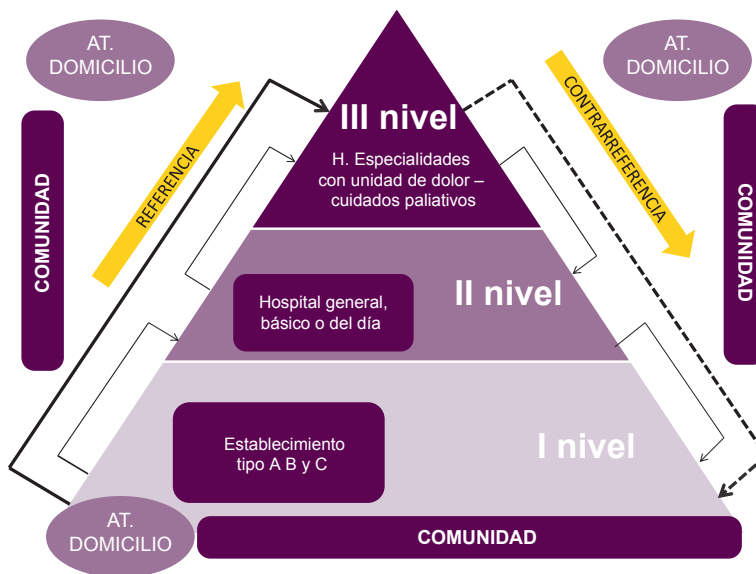 AT.
DOMICILIO
AT.
DOMICILIO
COMUNIDAD
REFERENCIA
III nivel
H. Especialidades
con unidad de dolor –
cuidados paliativos
CONTRARREFERENCIA
COMUNIDAD
Hospital general,
básico o del día
II nivel
Establecimiento
tipo A B y C
I nivel
AT.
DOMICILIO
COMUNIDAD